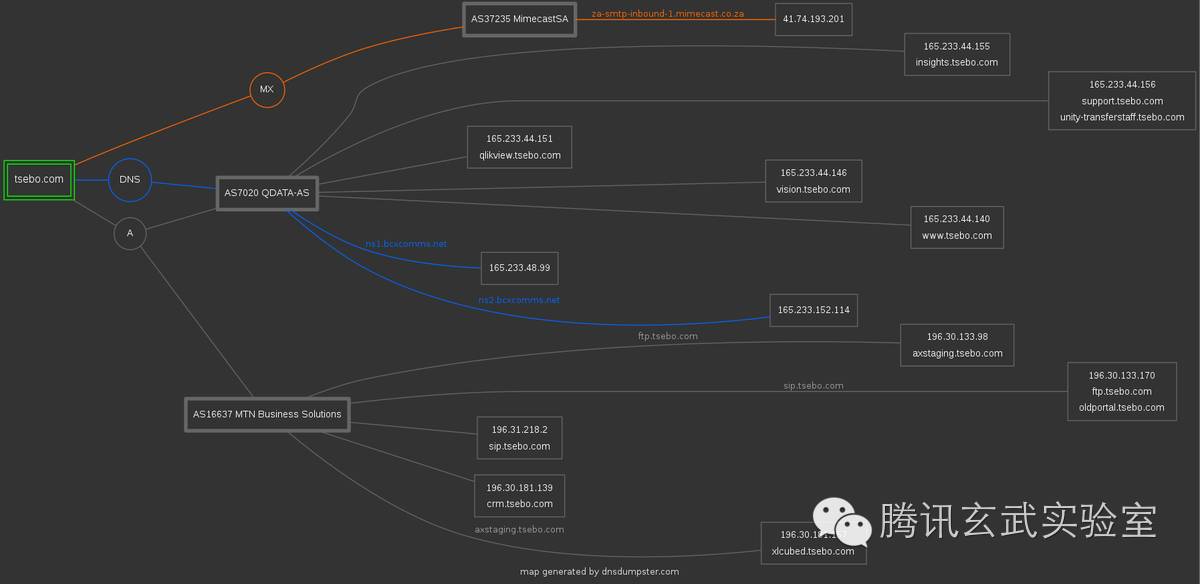 AS37235 MimecastSA
za-smtp-inbound-1.mimecast.co.za
41.74.193.201
165.233.44.155
insights.tsebo.com
MX
165.233.44.156
support.tsebo.com
unity-transferstaff.tsebo.com
165.233.44.151
qlikview.tsebo.com
tsebo.com
DNS
AS7020 QDATA-AS
165.233.44.146
vision.tsebo.com
A
165.233.44.140
www.tsebo.com
ns1.bcxcomms.net
165.233.48.99
ns2.bcxcomms.net
165.233.152.114
ftp.tsebo.com
196.30.133.98
axstaging.tsebo.com
sip.tsebo.com
196.30.133.170
ftp.tsebo.com
oldportal.tsebo.com
AS16637 MTN Business Solutions
196.31.218.2
sip.tsebo.com
196.30.181.139
crm.tsebo.com
axstaging.tsebo.com
xlcubed.tsebo.com
腾讯玄武实验室
map generated by dnsdumpster.com